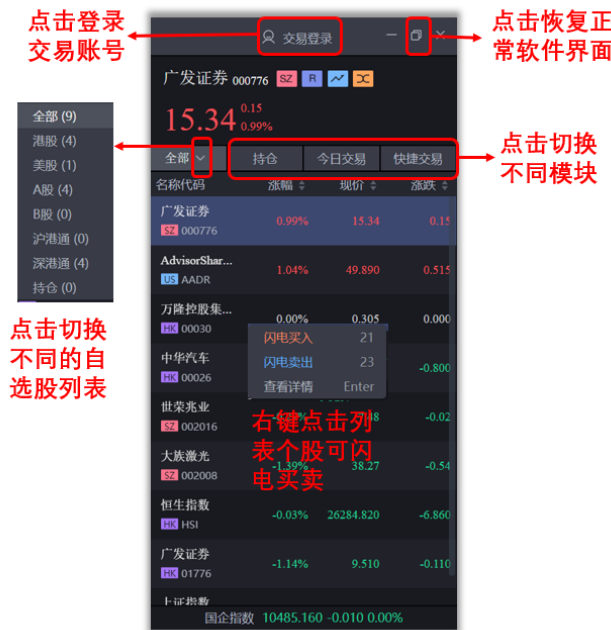 点击登录
交易账号
交易登录
点击恢复正
常软件界面
广发证券 000776 SZ R
15.34 0.15
0.99%
全部 (9)
港股 (4)
美股 (1)
A股 (4)
B股 (0)
沪港通 (0)
深港通 (4)
持仓 (0)
点击切换
不同的自
选股列表
点击切换
不同模块
全部 持仓 今日交易 快捷交易
名称代码 涨幅 现价 涨跌
广发证券
SZ 000776 0.99% 15.34 0.15
AdvisorShar...
US AADR 1.04% 49.890 0.515
万隆控股集...
HK 00030 0.00% 0.305 0.000
闪电买入 21
闪电卖出 23
查看详情 Enter
中华汽车
HK 00026 -0.800
世荣兆业
SZ 002016 -0.02
右键点击列
表个股可闪
电买卖
大族激光
SZ 002008 -1.39% 38.27 -0.54
恒生指数
HK HSI -0.03% 26284.820 -6.860
广发证券
HK 01776 -1.14% 9.510 -0.110
上证指数
国企指数 10485.160 -0.010 0.00%